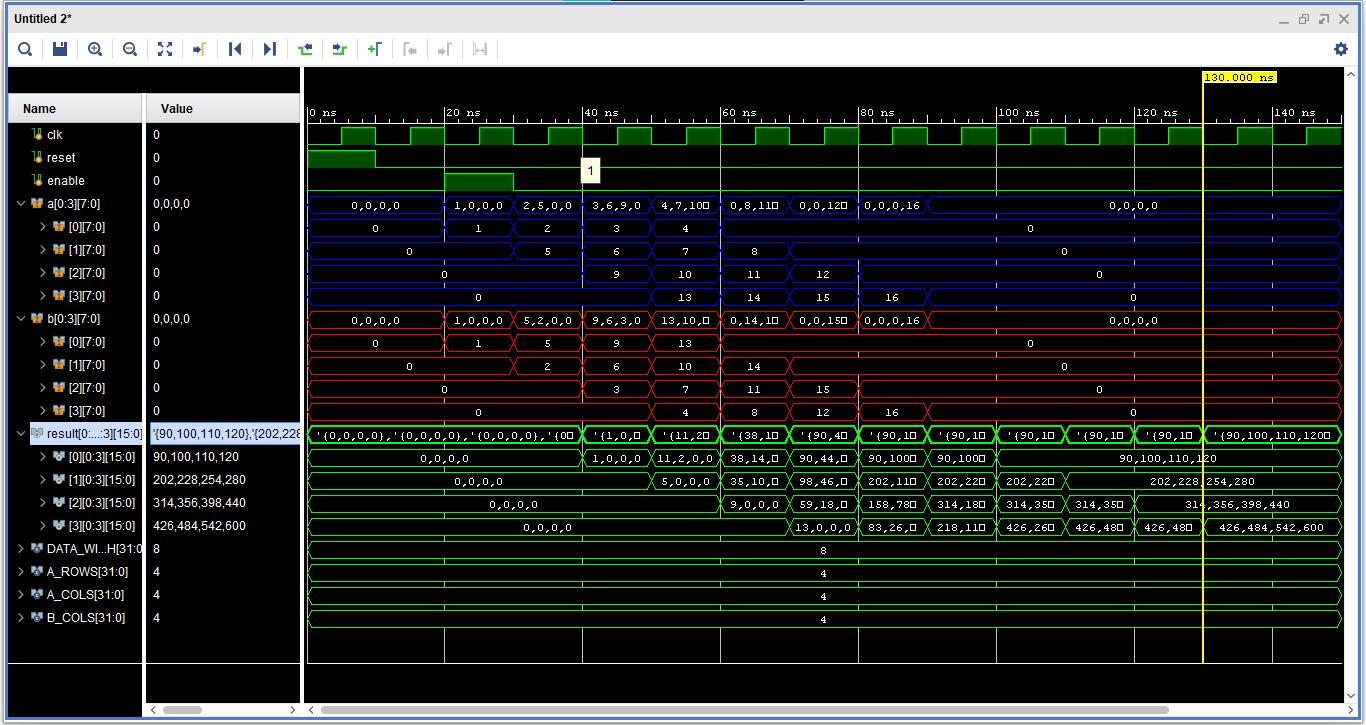 Untitled 2*
130.000 ns
Name Value
0 ns 20 ns 40 ns 60 ns 80 ns 100 ns 120 ns 140 ns
clk 0
reset 0
1
enable 0
a[0:3][7:0] 0,0,0,0 0,0,0,0 1,0,0,0 2,5,0,0 3,6,9,0 4,7,10□ 0,8,11□ 0,0,12□ 0,0,0,16 0,0,0,0
[0][7:0] 0 0 1 2 3 4 0
[1][7:0] 0 0 5 6 7 8 0
[2][7:0] 0 0 9 10 11 12 0
[3][7:0] 0 0 13 14 15 16 0
b[0:3][7:0] 0,0,0,0 0,0,0,0 1,0,0,0 5,2,0,0 9,6,3,0 13,10,□ 0,14,1□ 0,0,15□ 0,0,0,16 0,0,0,0
[0][7:0] 0 0 1 5 9 13 0
[1][7:0] 0 0 2 6 10 14 0
[2][7:0] 0 0 3 7 11 15 0
[3][7:0] 0 0 4 8 12 16 0
result[0:...:3][15:0] '{90,100,110,120},'{202,228 '{0,0,0,0},'{0,0,0,0},'{0,0,0,0},'{0□ '{1,0,□ '{11,2□ '{38,1□ '{90,4□ '{90,1□ '{90,1□ '{90,1□ '{90,1□ '{90,1□ '{90,100,110,120□
[0][0:3][15:0] 90,100,110,120 0,0,0,0 1,0,0,0 11,2,0,0 38,14,□ 90,44,□ 90,100□ 90,100□ 90,100,110,120
[1][0:3][15:0] 202,228,254,280 0,0,0,0 5,0,0,0 35,10,□ 98,46,□ 202,11□ 202,22□ 202,22□ 202,228,254,280
[2][0:3][15:0] 314,356,398,440 0,0,0,0 9,0,0,0 59,18,□ 158,78□ 314,18□ 314,35□ 314,35□ 314,356,398,440
[3][0:3][15:0] 426,484,542,600 0,0,0,0 13,0,0,0 83,26,□ 218,11□ 426,26□ 426,48□ 426,48□ 426,484,542,600
DATA_WI...H[31:0 8 8
A_ROWS[31:0] 4 4
A_COLS[31:0] 4 4
B_COLS[31:0] 4 4